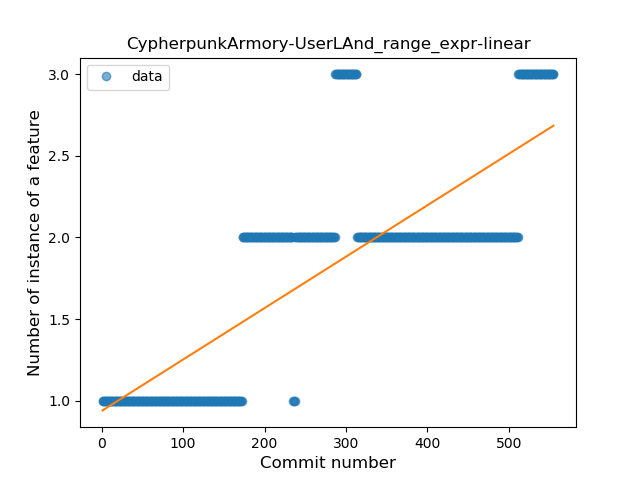 CypherpunkArmory-UserLAnd_range_expr-linear
data
Number of instance of a feature
3.0
2.5
2.0
1.5
1.0
0 100 200 300 400 500
Commit number